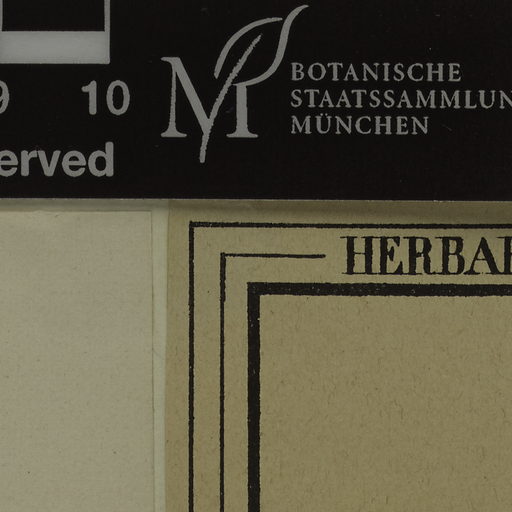 9 10
erved
M
BOTANISCHE
STAATSSAMMLUN
MÜNCHEN
HERBAR